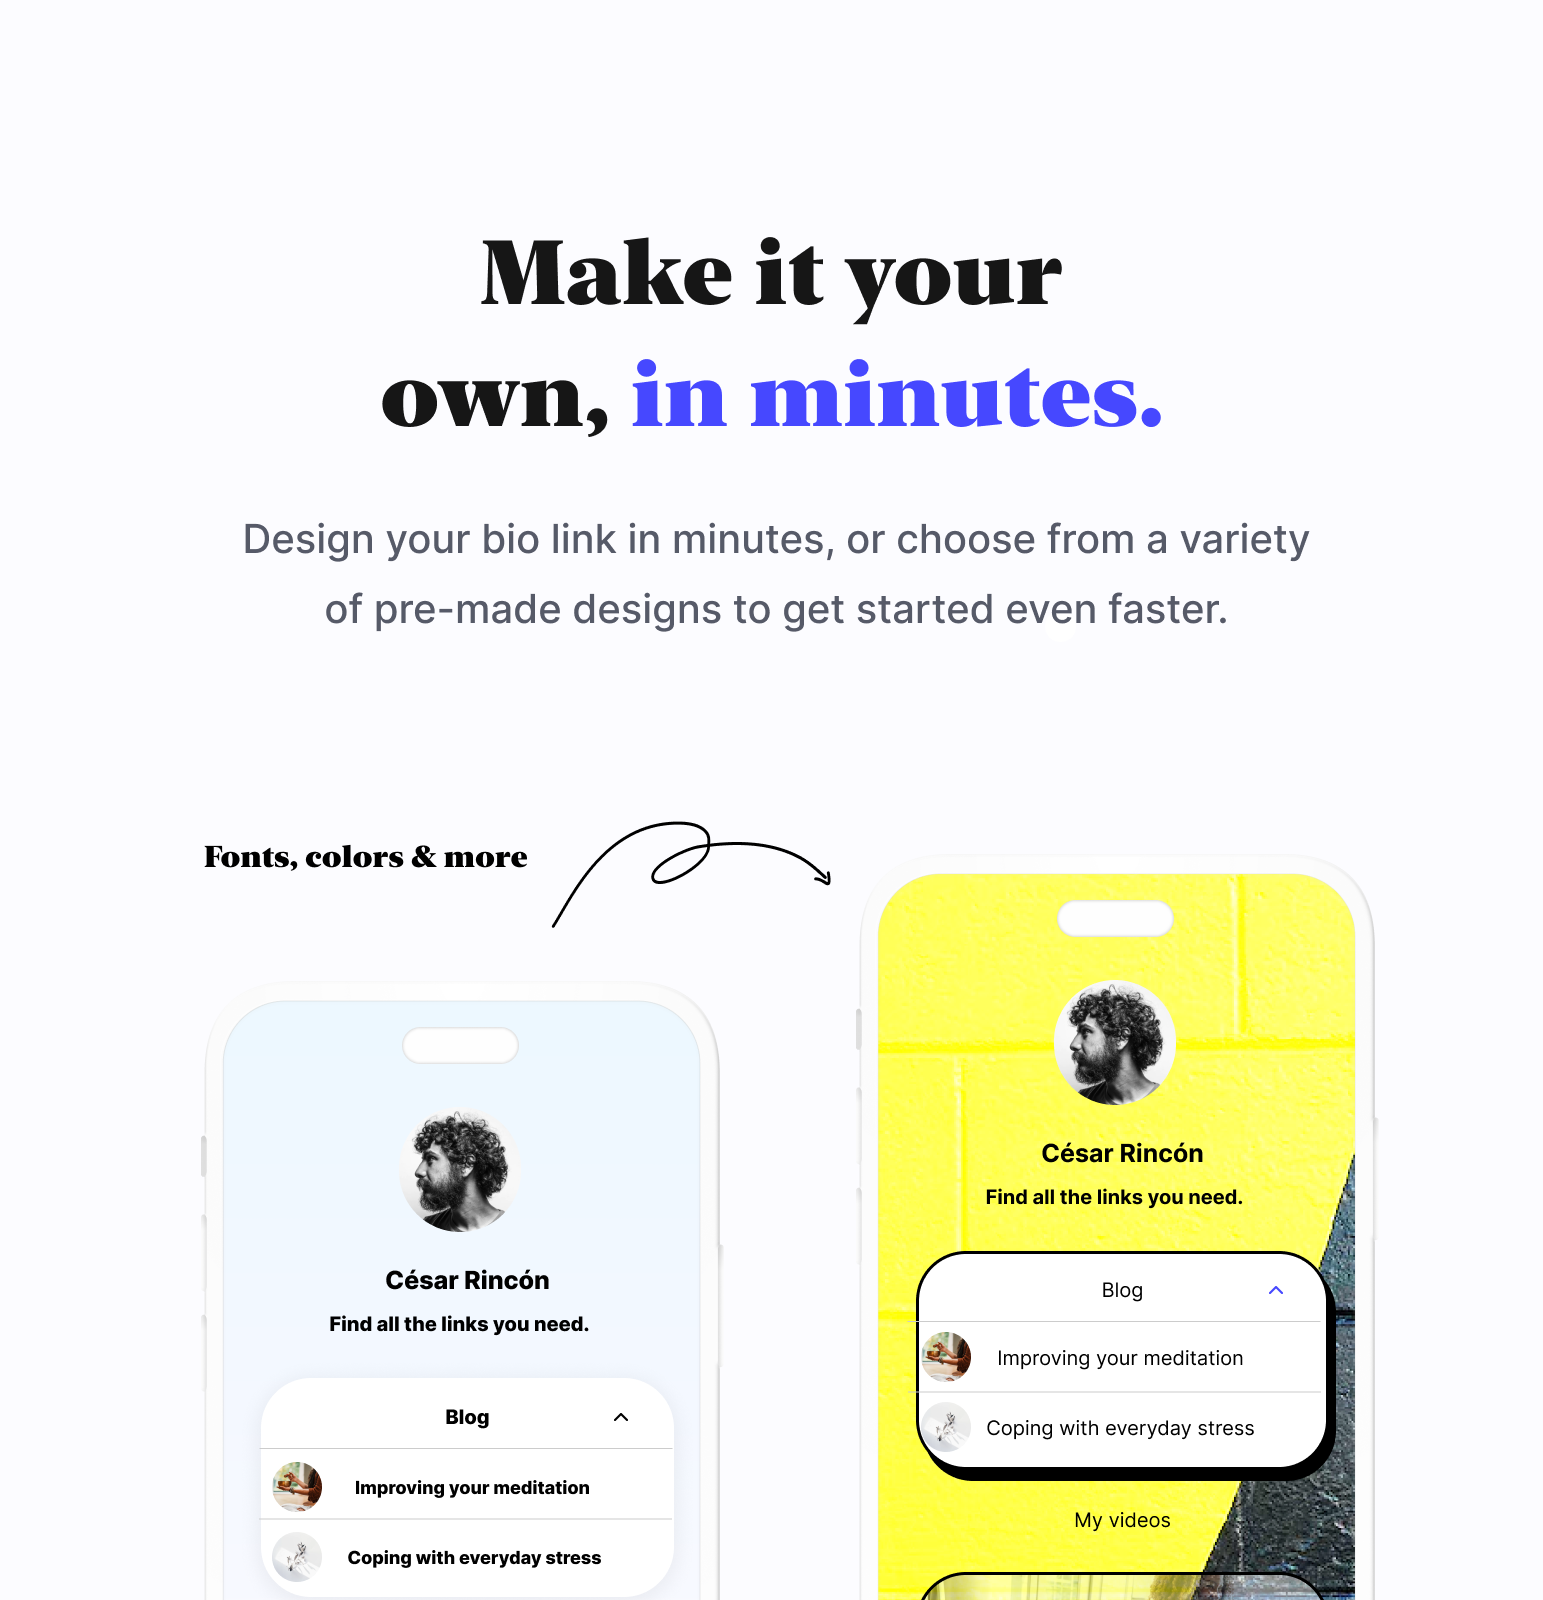 Make it your
own, in minutes.
Design your bio link in minutes, or choose from a variety
of pre-made designs to get started even faster.
Fonts, colors & more
César Rincón
Find all the links you need.
Blog
Improving your meditation
Coping with everyday stress
César Rincón
Find all the links you need.
Blog
Improving your meditation
Coping with everyday stress
My videos